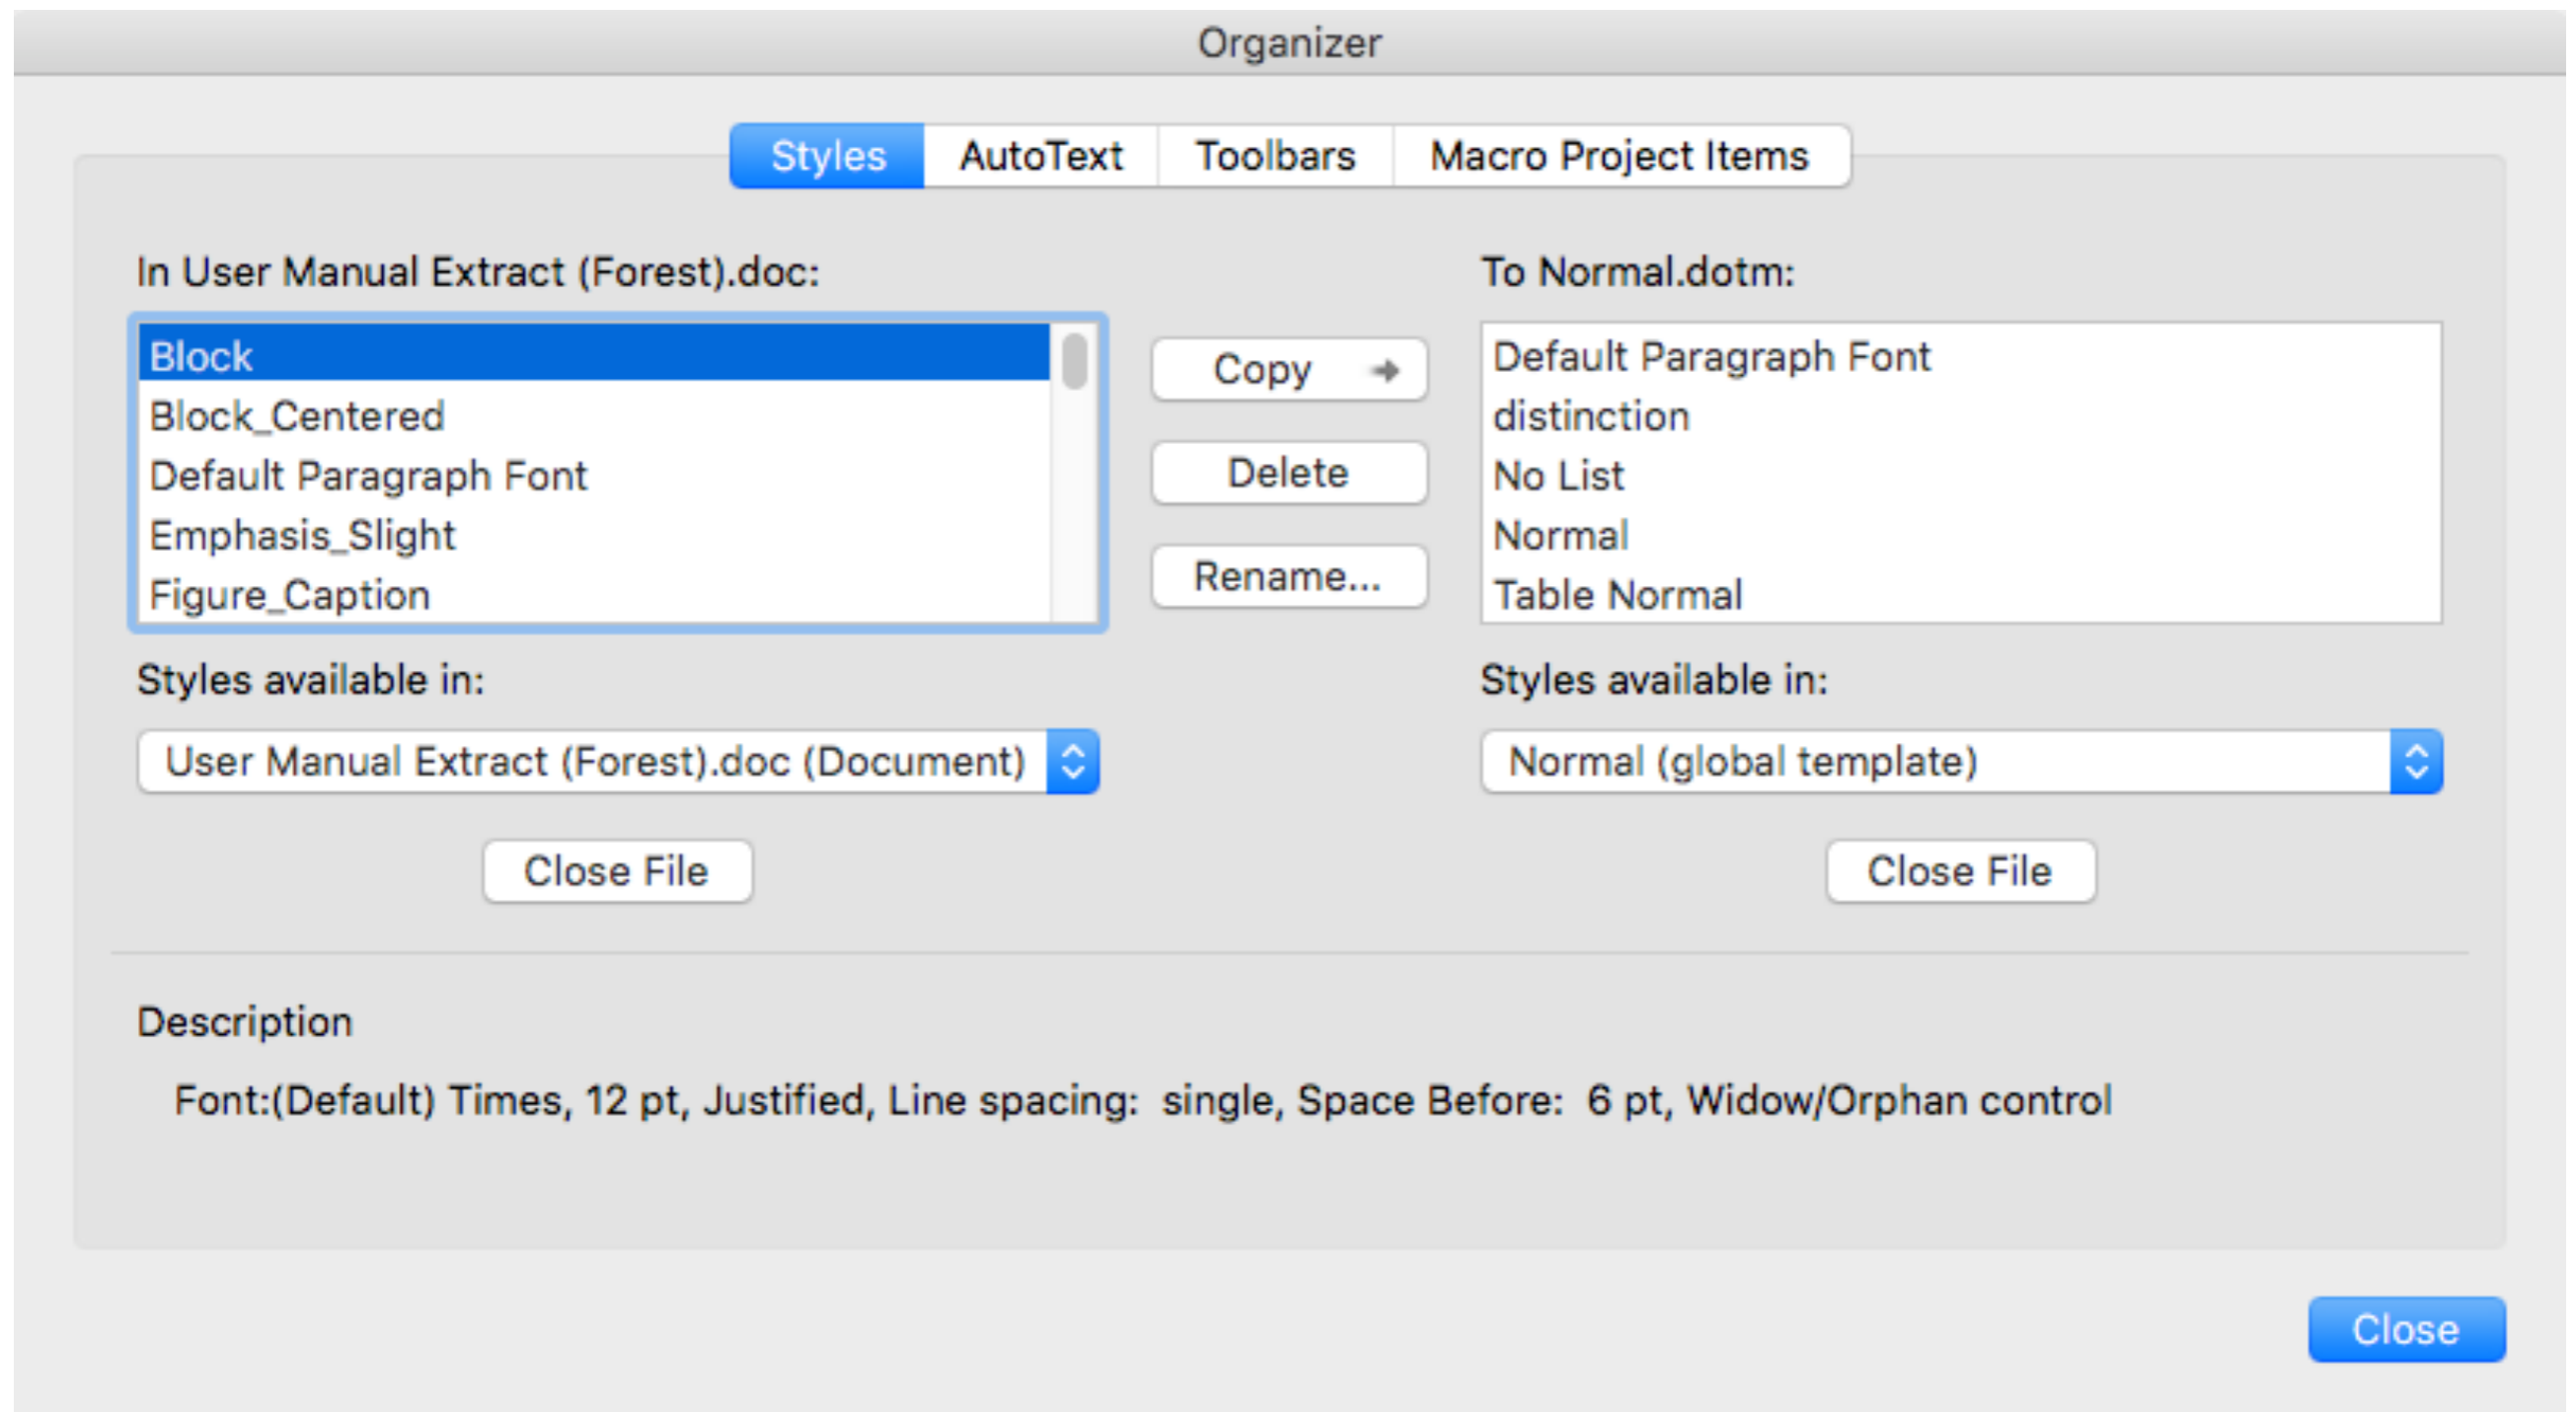 Organizer
Styles AutoText Toolbars Macro Project Items
In User Manual Extract (Forest).doc:
Block
Block_Centered
Default Paragraph Font
Emphasis_Slight
Figure_Caption
Copy
Delete
Rename...
To Normal.dotm:
Default Paragraph Font
distinction
No List
Normal
Table Normal
Styles available in:
User Manual Extract (Forest).doc (Document)
Close File
Styles available in:
Normal (global template)
Close File
Description
Font:(Default) Times, 12 pt, Justified, Line spacing:  single, Space Before:  6 pt, Widow/Orphan control
Close